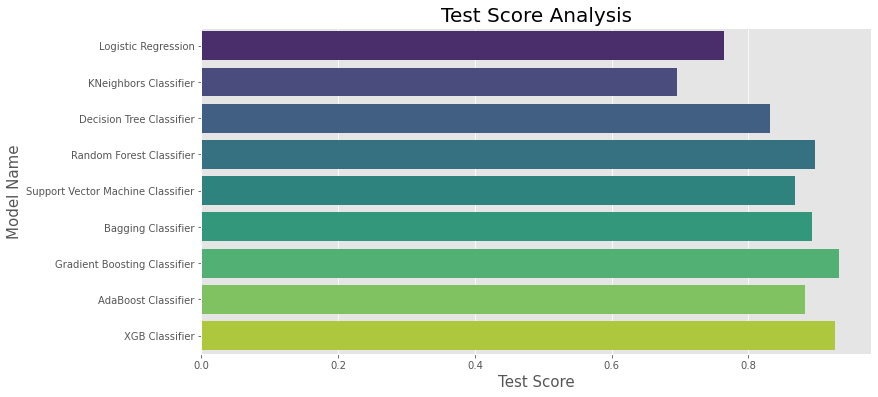 Test Score Analysis
Model Name
Logistic Regression
KNeighbors Classifier
Decision Tree Classifier
Random Forest Classifier
Support Vector Machine Classifier
Bagging Classifier
Gradient Boosting Classifier
AdaBoost Classifier
XGB Classifier
0.0 0.2 0.4 0.6 0.8
Test Score